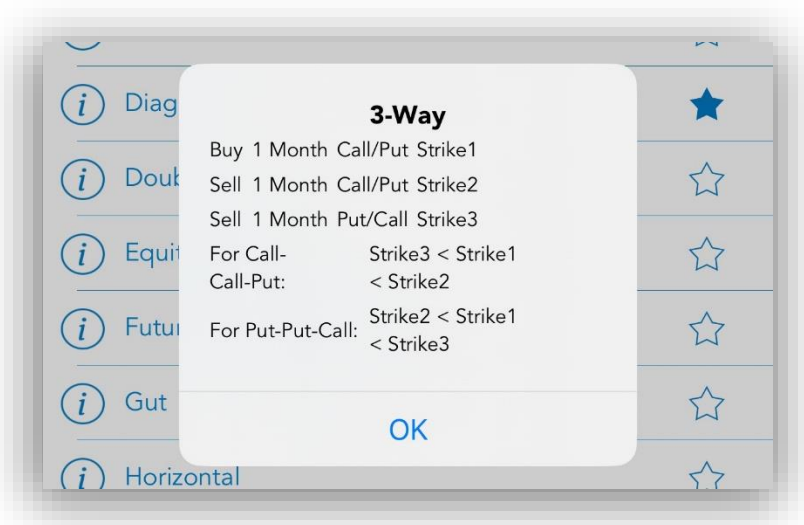 Diag
3-Way
Buy 1 Month Call/Put Strike1
Doub
Sell 1 Month Call/Put Strike2
Sell 1 Month Put/Call Strike3
Equit
For Call-
Call-Put:
Strike3 < Strike1
< Strike2
Futur
For Put-Put-Call:
Strike2 < Strike1
< Strike3
Gut
OK
Horizontal